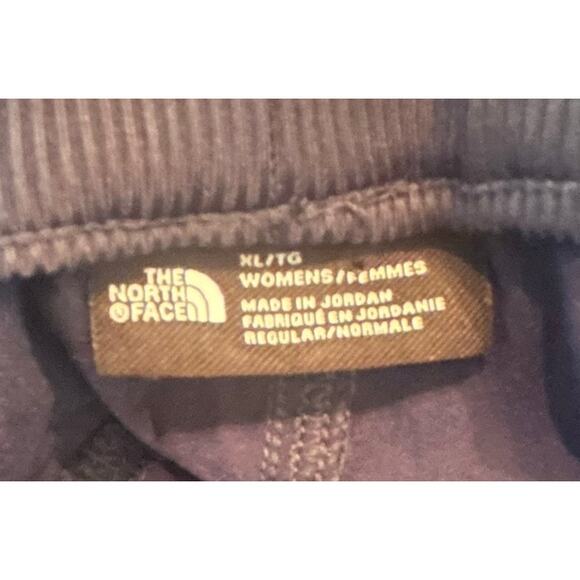 THE
NORTH
FACE
XL/TG
WOMENS/FEMMES
MADE IN JORDAN
FABRIQUÉ EN JORDANIE
REGULAR/NORMALE